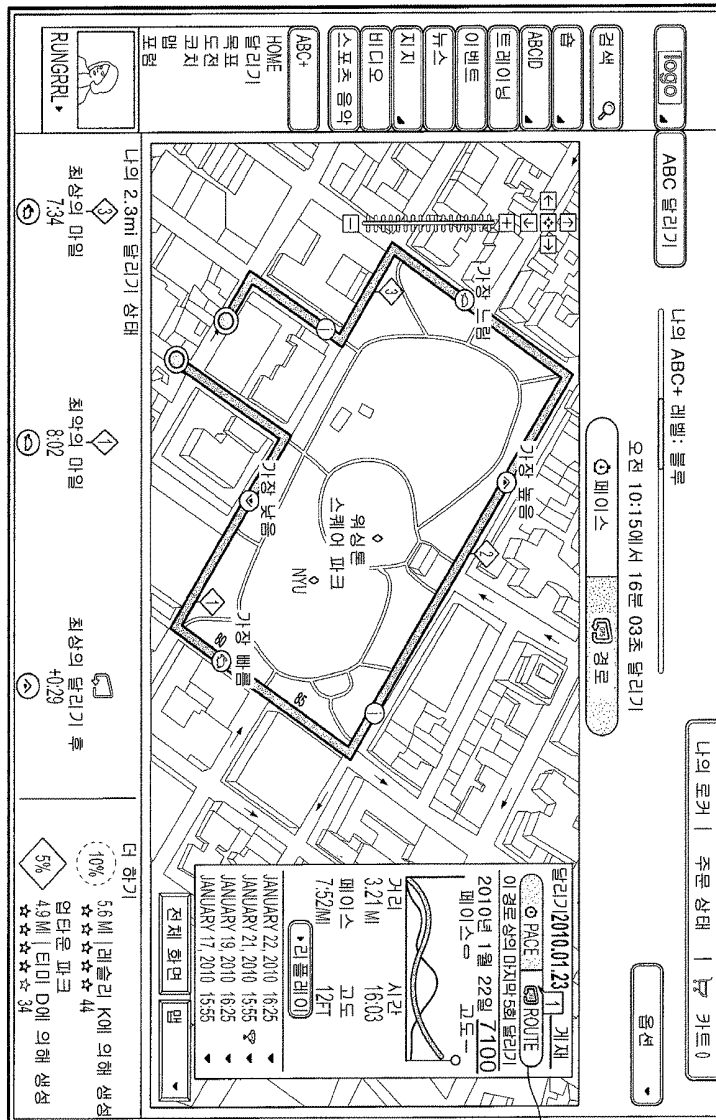 logo
ABC 달리기
나의 로커 | 주문 상태 | 카트 0
나의 ABC+ 레벨: 블루
옵션
오전 10:15에서 16분 03초 달리기
페이스
경로
검색
숍
ABCID
트레이닝
이벤트
뉴스
지지
비디오
스포츠 음악
ABC+
HOME
달리기
목표
도전
코치
맵
포럼
RUNGRRL
가장 느림
가장 높음
가장 낮음
가장 빠름
워싱톤
스퀘어 파크
NYU
1
2
3
80
85
달리기 2010.01.23
1
게재
PACE
ROUTE
이 경로 상의 마지막 5회 달리기
2010년 1월 22일 7100
페이스
고도
거리
시간
3.21 MI
16:03
페이스
고도
7:52/MI
12FT
리플레이
JANUARY 22, 2010 16:25
JANUARY 21, 2010 15:55
JANUARY 19, 2010 16:25
JANUARY 17, 2010 15:55
전체 화면
맵
나의 2.3mi 달리기 상태
3
최상의 마일
7:34
1
최악의 마일
8:02
최상의 달리기 후
+0:29
더 하기
10%
5.6 MI | 레슬리 K에 의해 생성
☆☆☆☆☆ 44
업타운 파크
5%
4.9 MI | 티미 D에 의해 생성
☆☆☆☆☆ 34